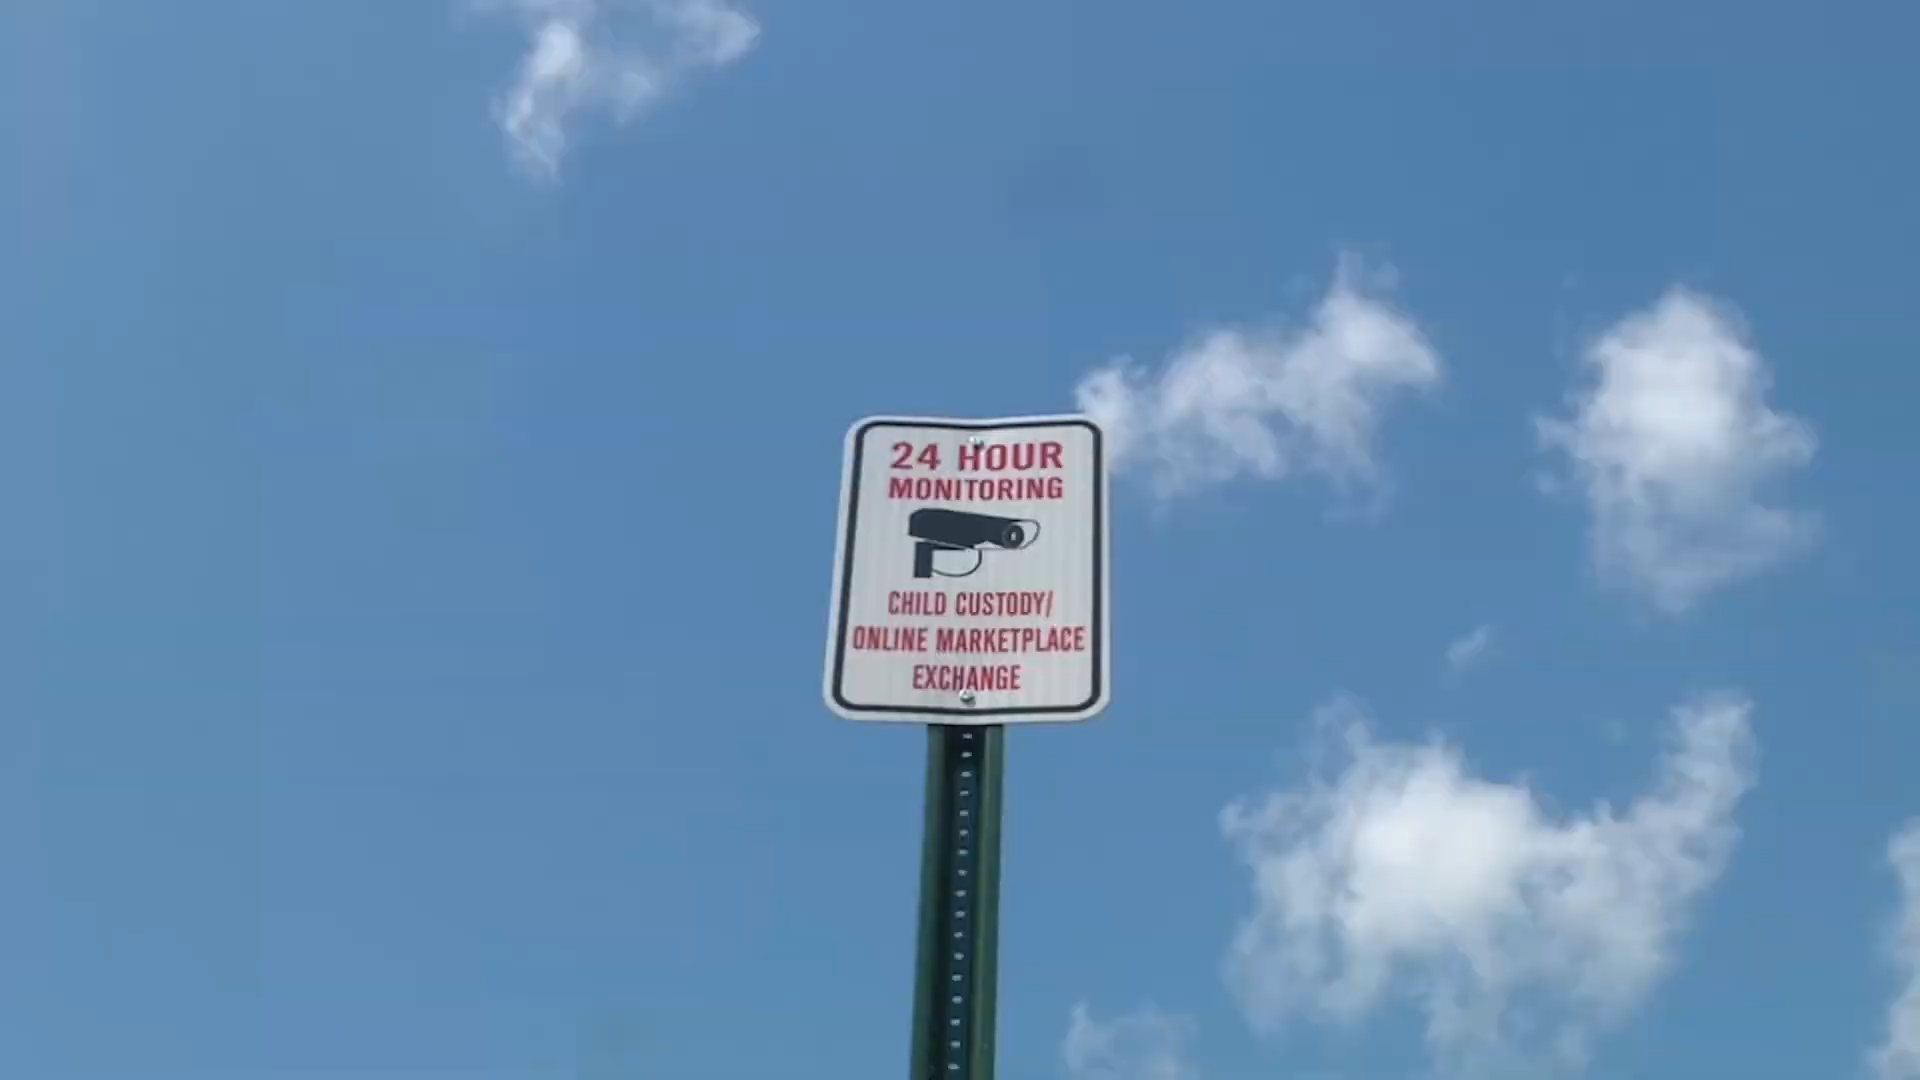 24 HOUR
MONITORING
CHILD CUSTODY/
ONLINE MARKETPLACE
EXCHANGE